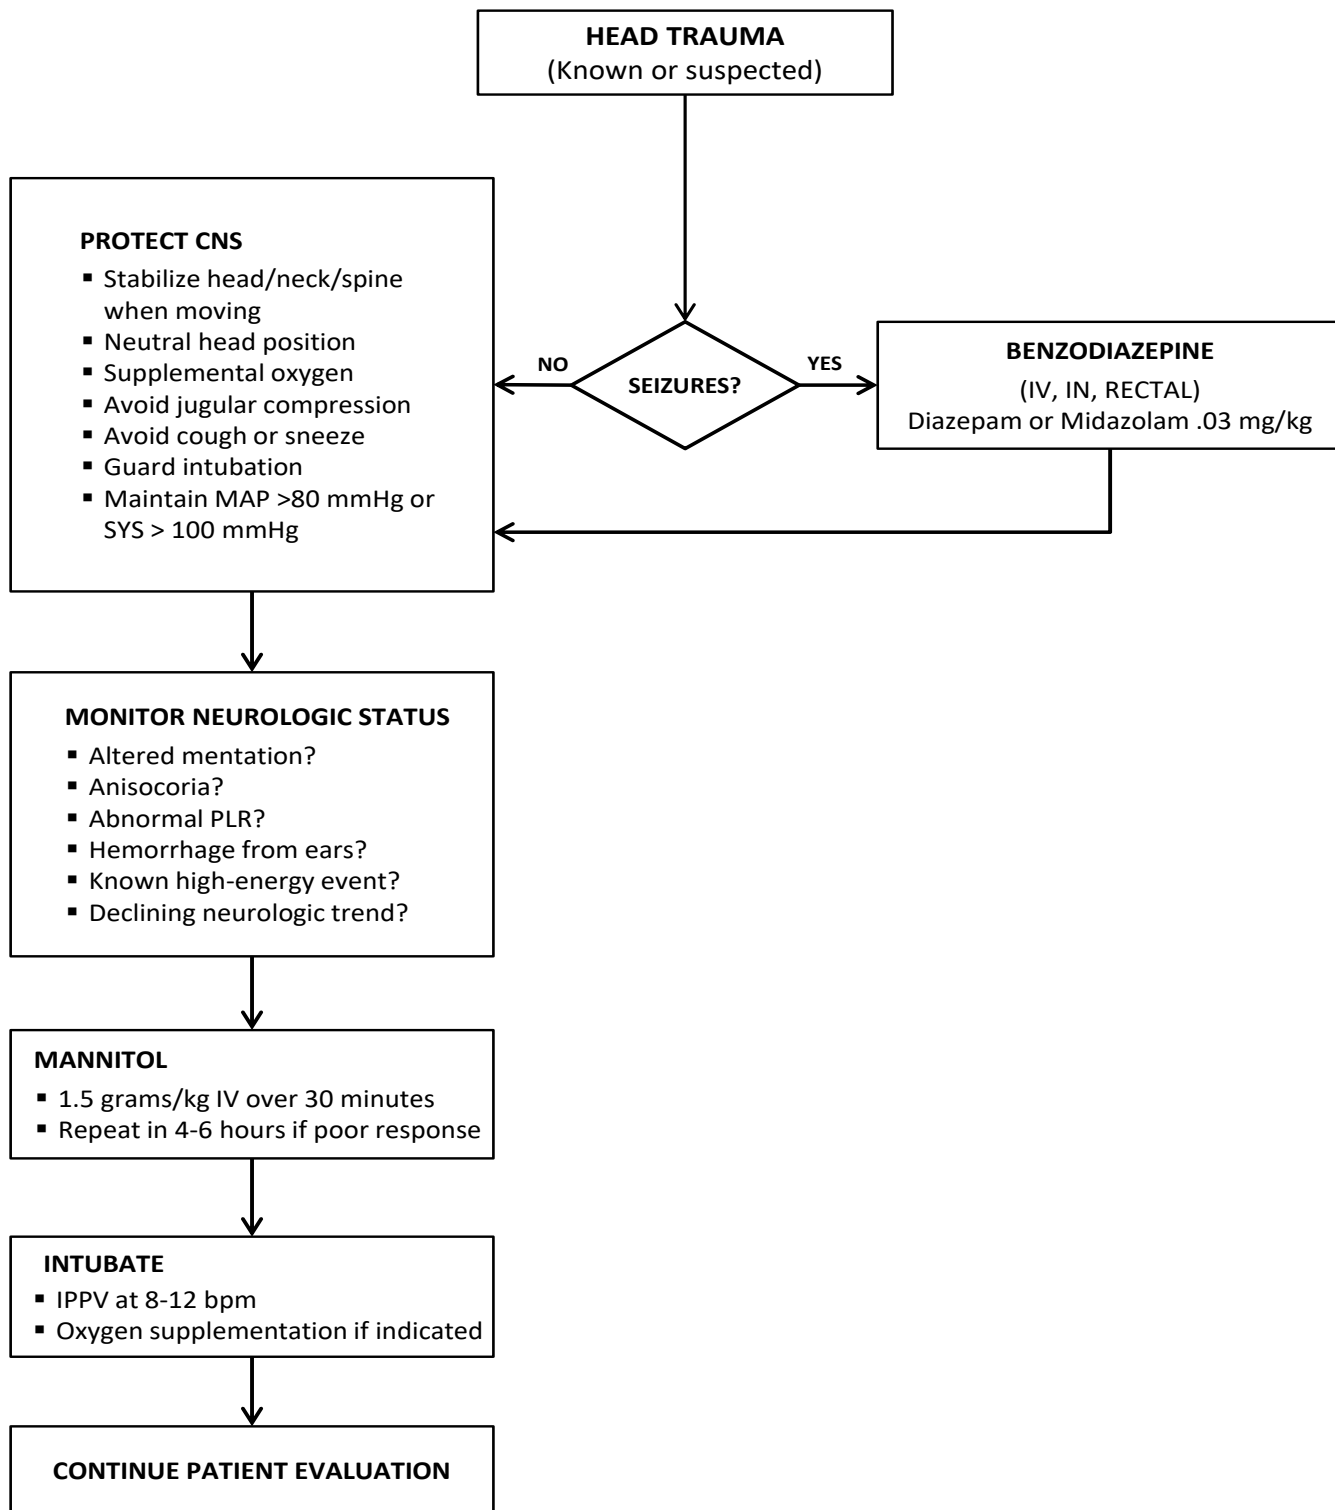 HEAD TRAUMA
(Known or suspected)
PROTECT CNS
▪ Stabilize head/neck/spine
when moving
▪ Neutral head position
▪ Supplemental oxygen
▪ Avoid jugular compression
▪ Avoid cough or sneeze
▪ Guard intubation
▪ Maintain MAP >80 mmHg or
SYS > 100 mmHg
NO
SEIZURES?
YES
BENZODIAZEPINE
(IV, IN, RECTAL)
Diazepam or Midazolam .03 mg/kg
MONITOR NEUROLOGIC STATUS
▪ Altered mentation?
▪ Anisocoria?
▪ Abnormal PLR?
▪ Hemorrhage from ears?
▪ Known high-energy event?
▪ Declining neurologic trend?
MANNITOL
▪ 1.5 grams/kg IV over 30 minutes
▪ Repeat in 4-6 hours if poor response
INTUBATE
▪ IPPV at 8-12 bpm
▪ Oxygen supplementation if indicated
CONTINUE PATIENT EVALUATION